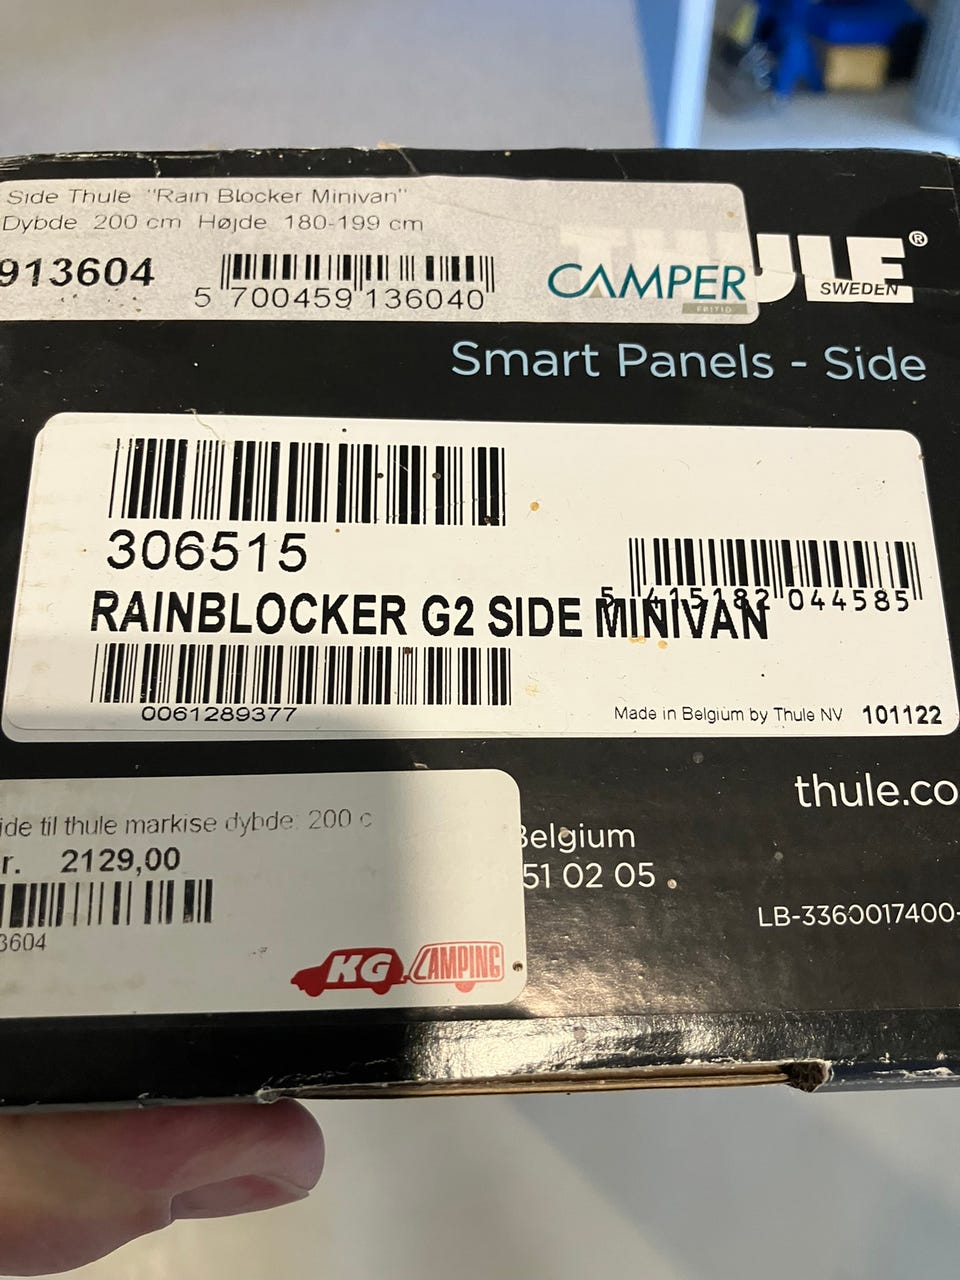 Side Thule "Rain Blocker Minivan"
Dybde 200 cm Højde 180-199 cm
913604
5 700459 136040
CAMPER
FRITID
THULE®
SWEDEN
Smart Panels - Side
306515
5 415182 044585
RAINBLOCKER G2 SIDE MINIVAN
0061289377
Made in Belgium by Thule NV 101122
thule.co
ide til thule markise dybde: 200 c
r. 2129,00
3604
Belgium
51 02 05
LB-3360017400-
KG CAMPING